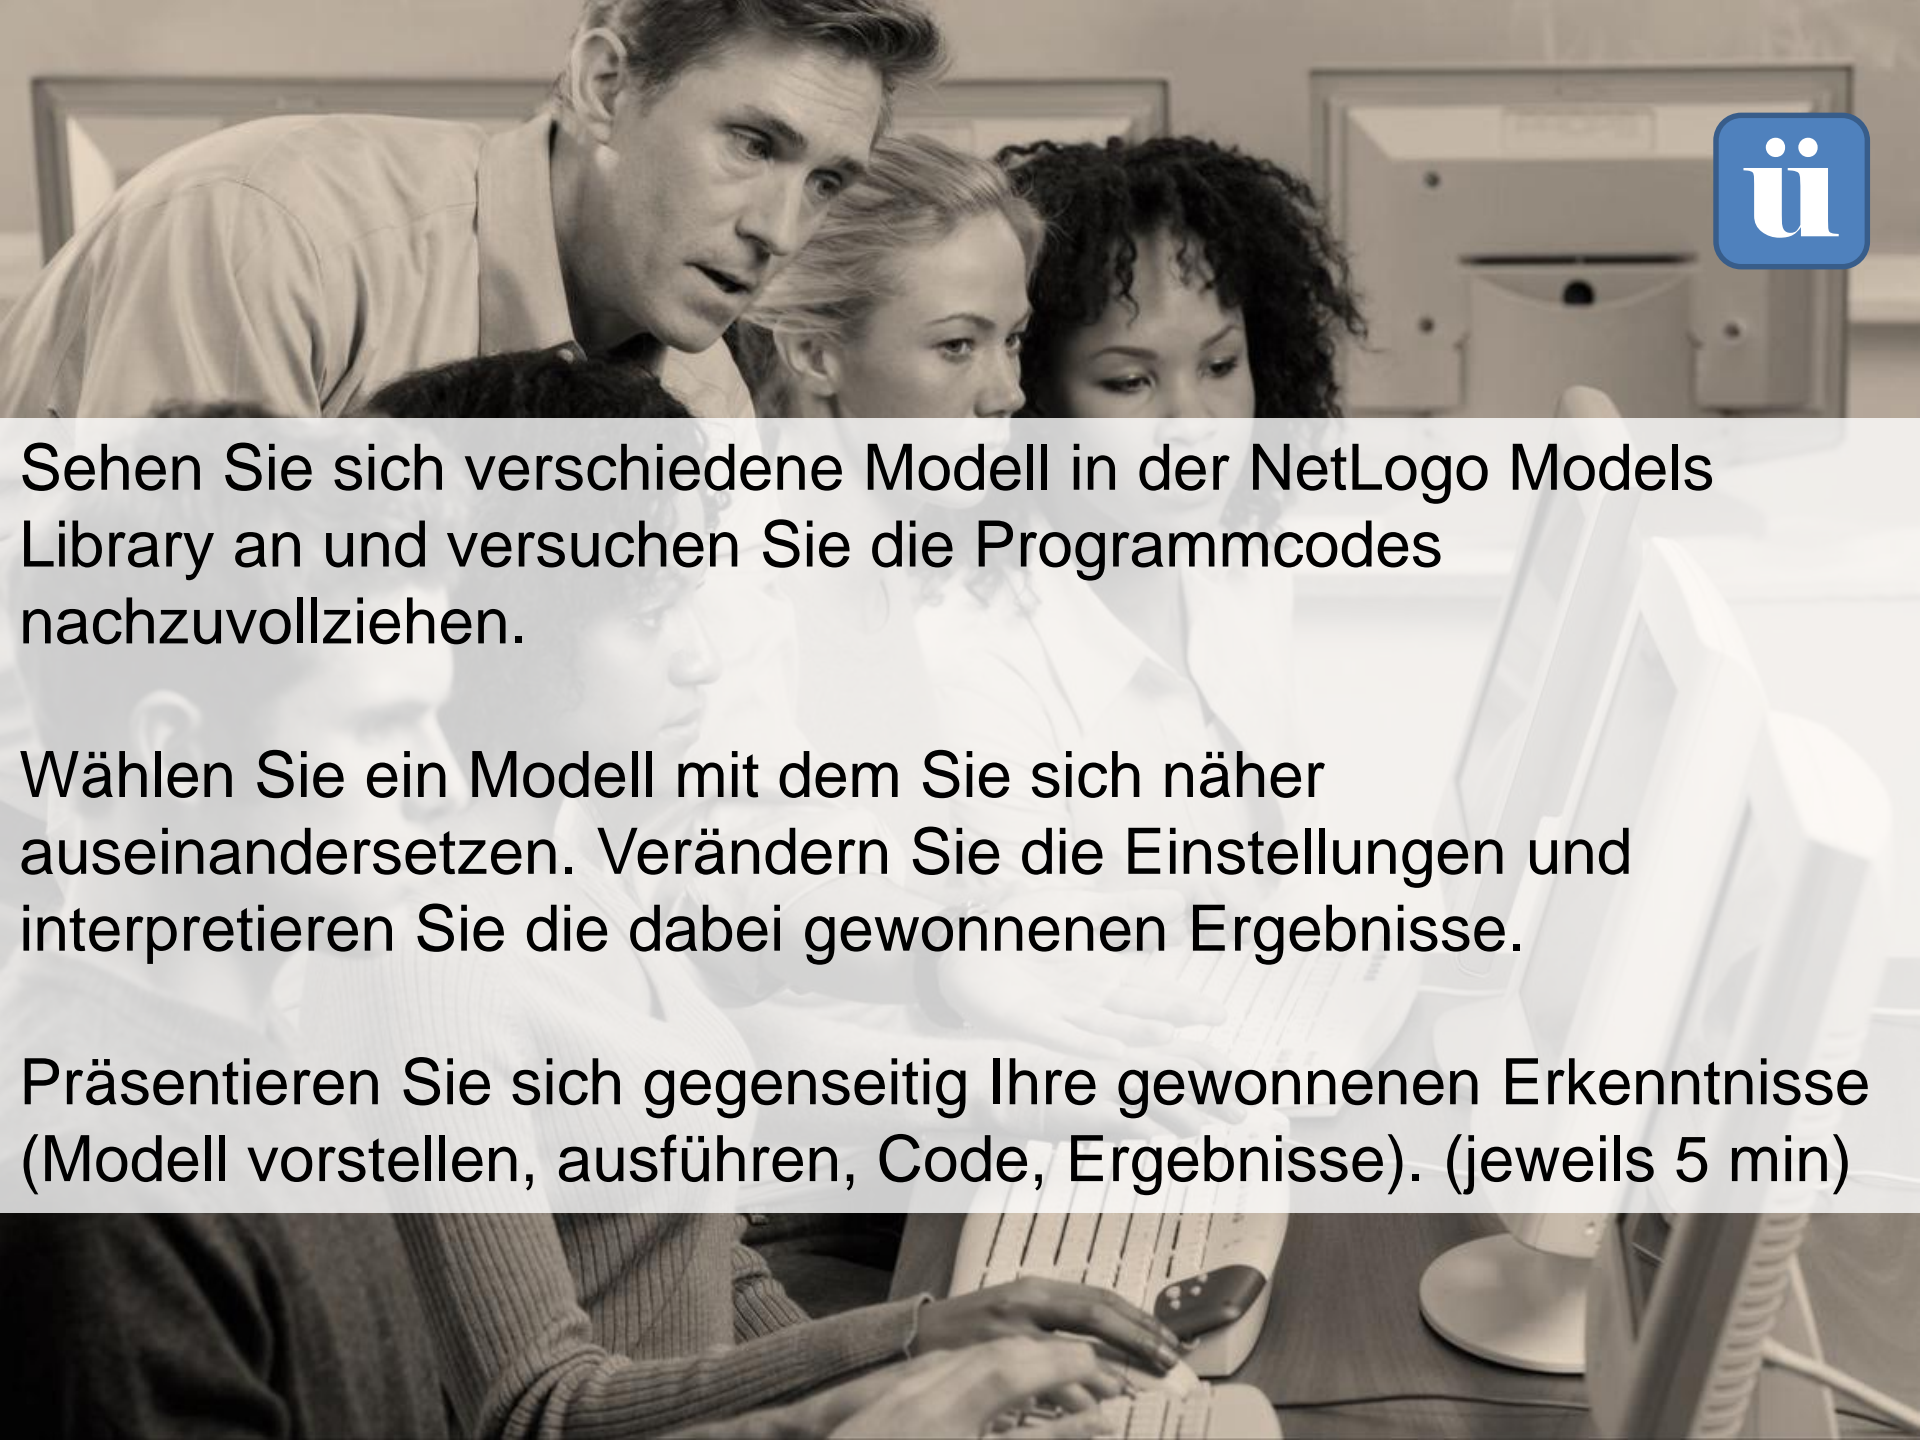 ü
Sehen Sie sich verschiedene Modell in der NetLogo Models
Library an und versuchen Sie die Programmcodes
nachzuvollziehen.
Wählen Sie ein Modell mit dem Sie sich näher
auseinandersetzen. Verändern Sie die Einstellungen und
interpretieren Sie die dabei gewonnenen Ergebnisse.
Präsentieren Sie sich gegenseitig Ihre gewonnenen Erkenntnisse
(Modell vorstellen, ausführen, Code, Ergebnisse). (jeweils 5 min)